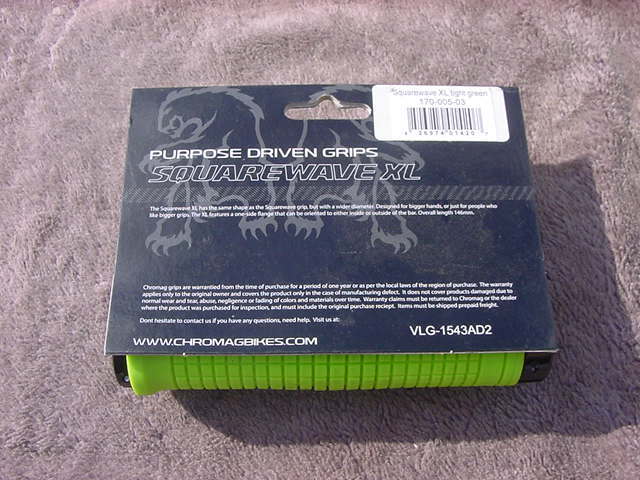 Squarewave XL light green
170-005-03
PURPOSE DRIVEN GRIPS
SQUAREWAVE XL
The Squarewave XL has the same shape as the Squarewave grip, but with a wider diameter. Designed for bigger hands, or just for people who
like bigger grips. The XL features a one-side flange that can be oriented to either inside or outside of the bar. Overall length 146mm.
Chromag grips are warrantied from the time of purchase for a period of one year or as per the local laws of the region of purchase. The warranty
applies only to the original owner and covers the product only in the case of manufacturing defect. It does not cover products damaged due to
normal wear and tear, abuse, negligence or fading of colors and materials over time. Warranty claims must be returned to Chromag or the dealer
where the product was purchased for inspection, and must include the original purchase reciept. Items must be shipped prepaid freight.
Dont hesitate to contact us if you have any questions, need help. Visit us at:
WWW.CHROMAGBIKES.COM
VLG-1543AD2